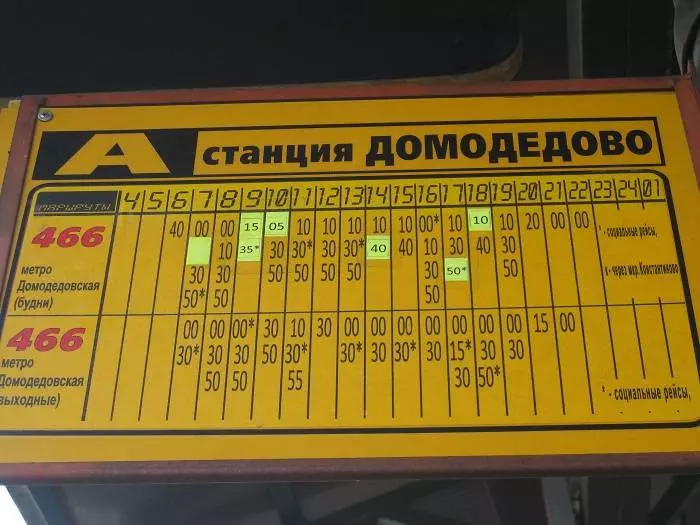 А станция ДОМОДЕДОВО
МАРШРУТЫ 4 5 6 7 8 9 10 11 12 13 14 15 16 17 18 19 20 21 22 23 24 01
466 40 00 00 15 05 10 10 10 10 10 00* 10 10 10 20 00 00 * - социальные рейсы,
10 35* 30 30* 30 30* 40 40 10 30 40 30
метро 30 30 50 50 50 50 30 50* 50 к - через мкр. Константиново
Домодедовская 50* 50 50
(будни)
466 00 00 00* 30 10 30 00 00 00 00 00 00 00 15 00
метро 30* 30 30 50 30* 30* 30 30* 30 15* 30 30
Домодедовская 50 50 55 30 50*
выходные) * - социальные рейсы,